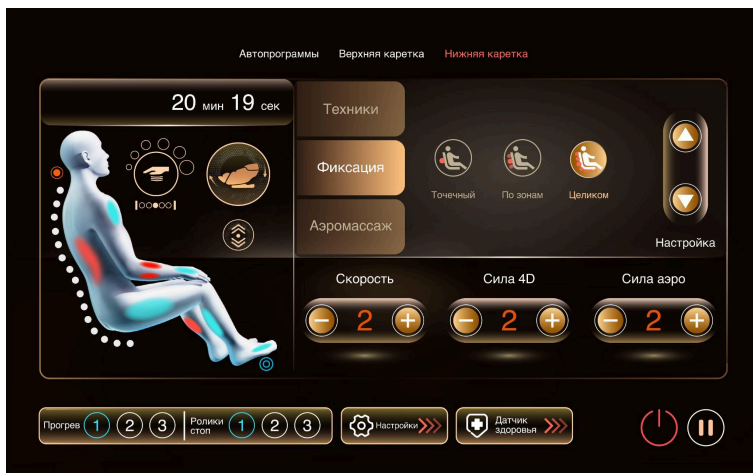 Автопрограммы Верхняя каретка Нижняя каретка
20 мин 19 сек
Техники
Фиксация
Аэромассаж
Точечный По зонам Целиком
Настройка
Скорость Сила 4D Сила аэро
2 2 2
Прогрев 1 2 3 Ролики стоп 1 2 3
Настройки
Датчик
здоровья